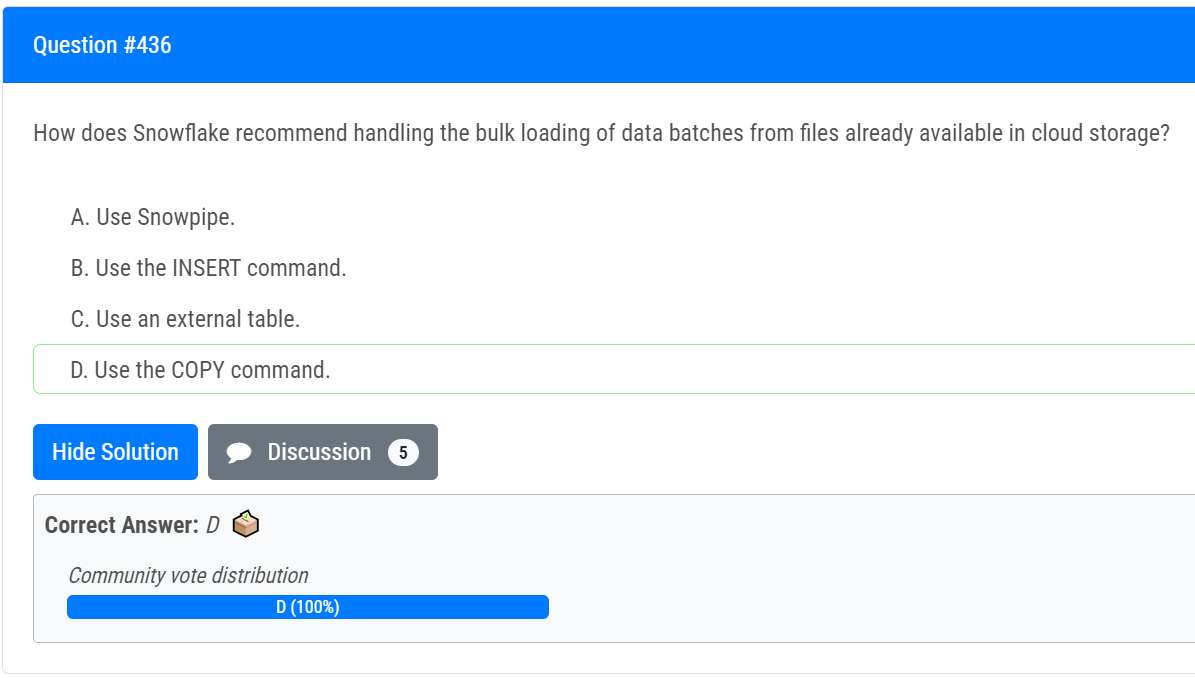 Question #436
How does Snowflake recommend handling the bulk loading of data batches from files already available in cloud storage?
A. Use Snowpipe.
B. Use the INSERT command.
C. Use an external table.
D. Use the COPY command.
Hide Solution Discussion 5
Correct Answer: D
Community vote distribution
D (100%)